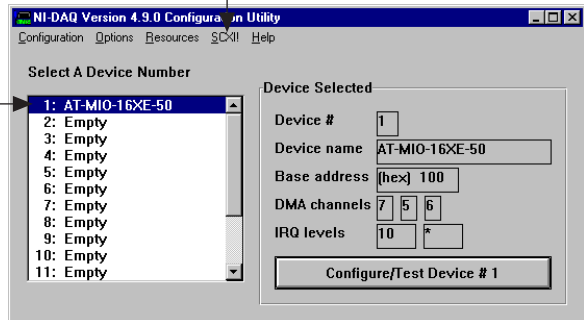 NI-DAQ Version 4.9.0 Configuration Utility
Configuration Options Resources SCXI! Help
Select A Device Number
1: AT-MIO-16XE-50
2: Empty
3: Empty
4: Empty
5: Empty
6: Empty
7: Empty
8: Empty
9: Empty
10: Empty
11: Empty
Device Selected
Device # 1
Device name AT-MIO-16XE-50
Base address (hex) 100
DMA channels 7 5 6
IRQ levels 10 *
Configure/Test Device # 1